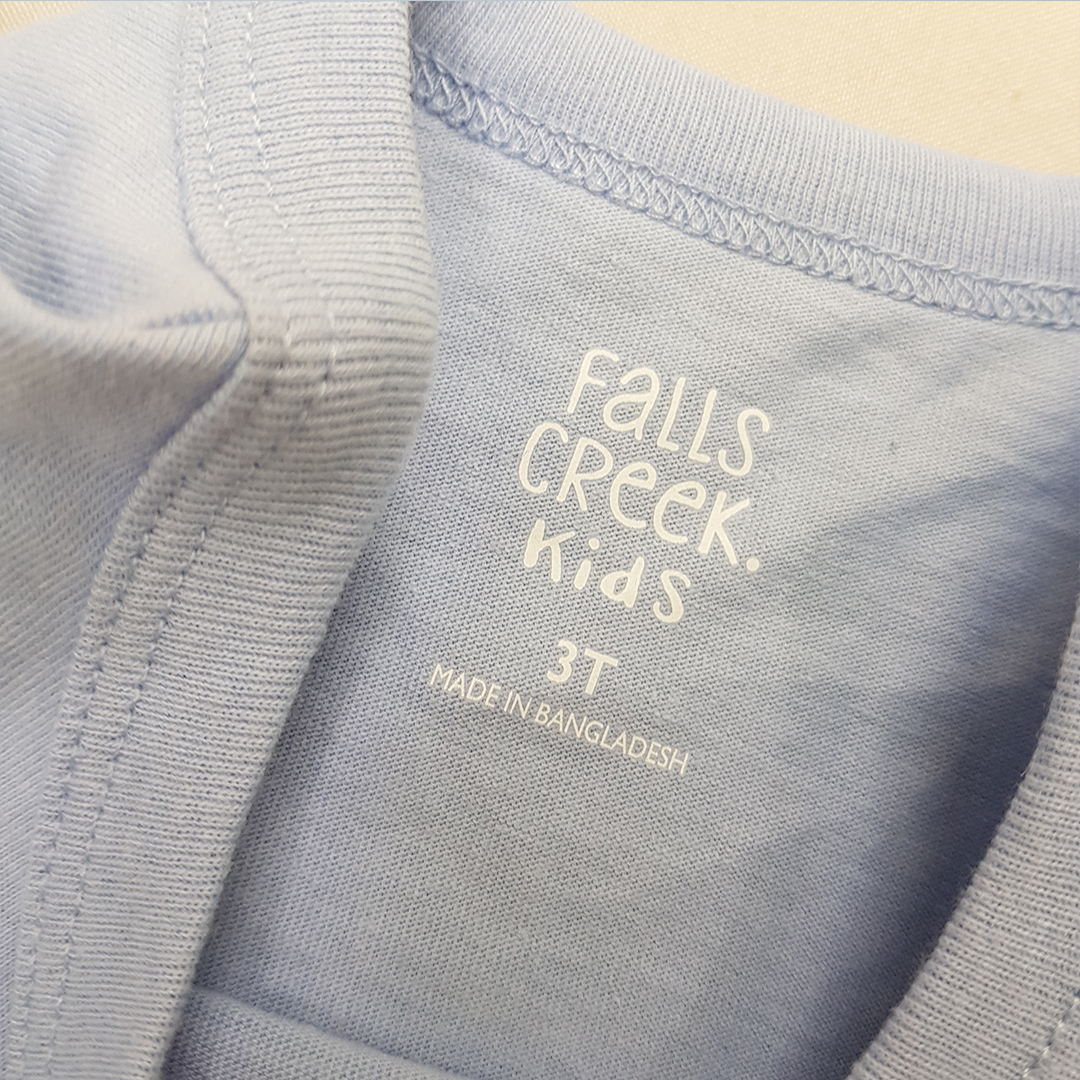 Falls
CReek.
Kids
3T
MADE IN BANGLADESH